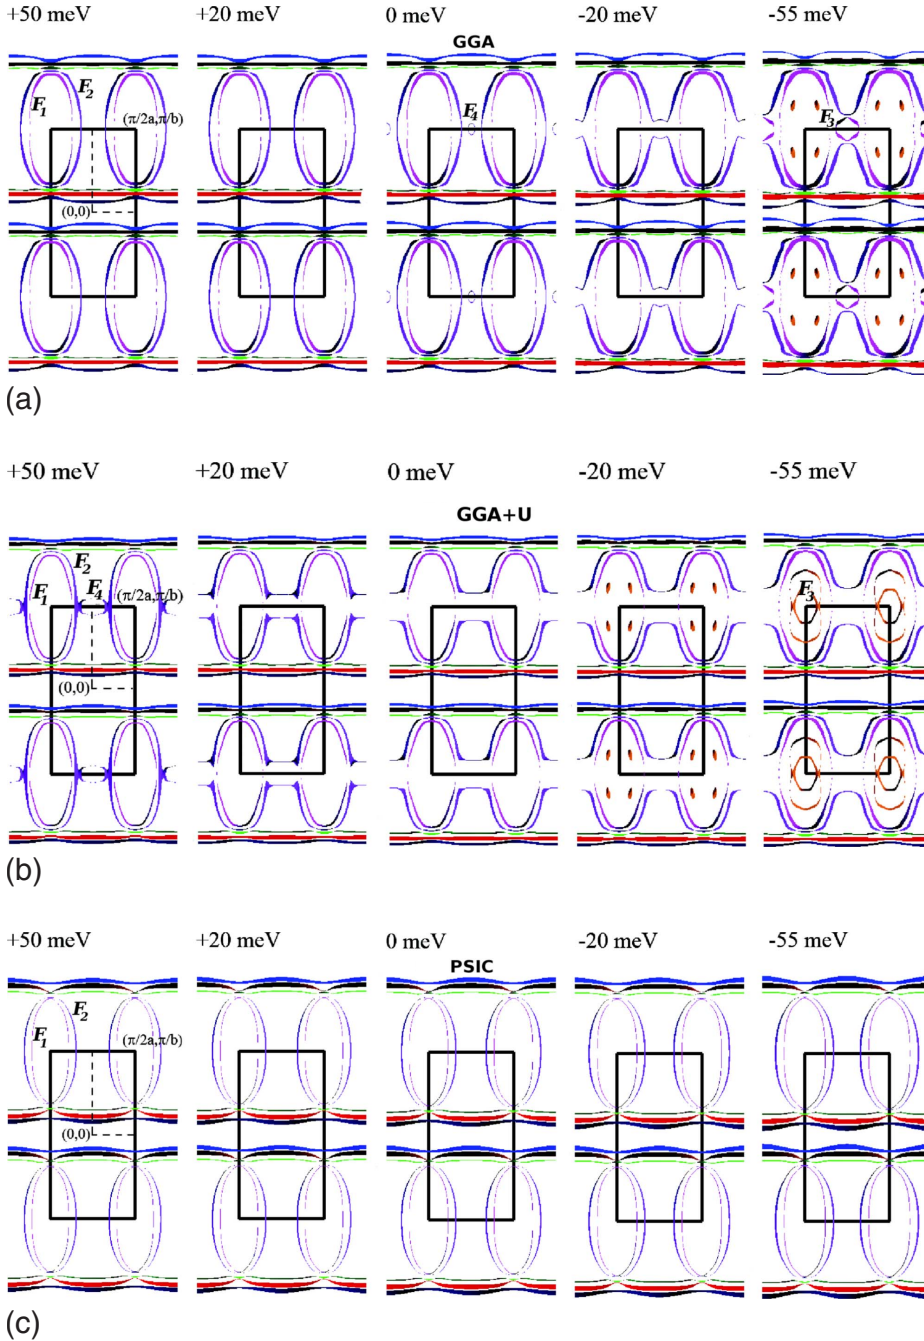 +50 meV
+20 meV
0 meV
-20 meV
-55 meV
GGA
F1
F2
(π/2a,π/b)
(0,0)
F4
F3
(a)
+50 meV
+20 meV
0 meV
-20 meV
-55 meV
GGA+U
F2
F1
F4
(π/2a,π/b)
(0,0)
F3
(b)
+50 meV
+20 meV
0 meV
-20 meV
-55 meV
PSIC
F2
F1
(π/2a,π/b)
(0,0)
(c)